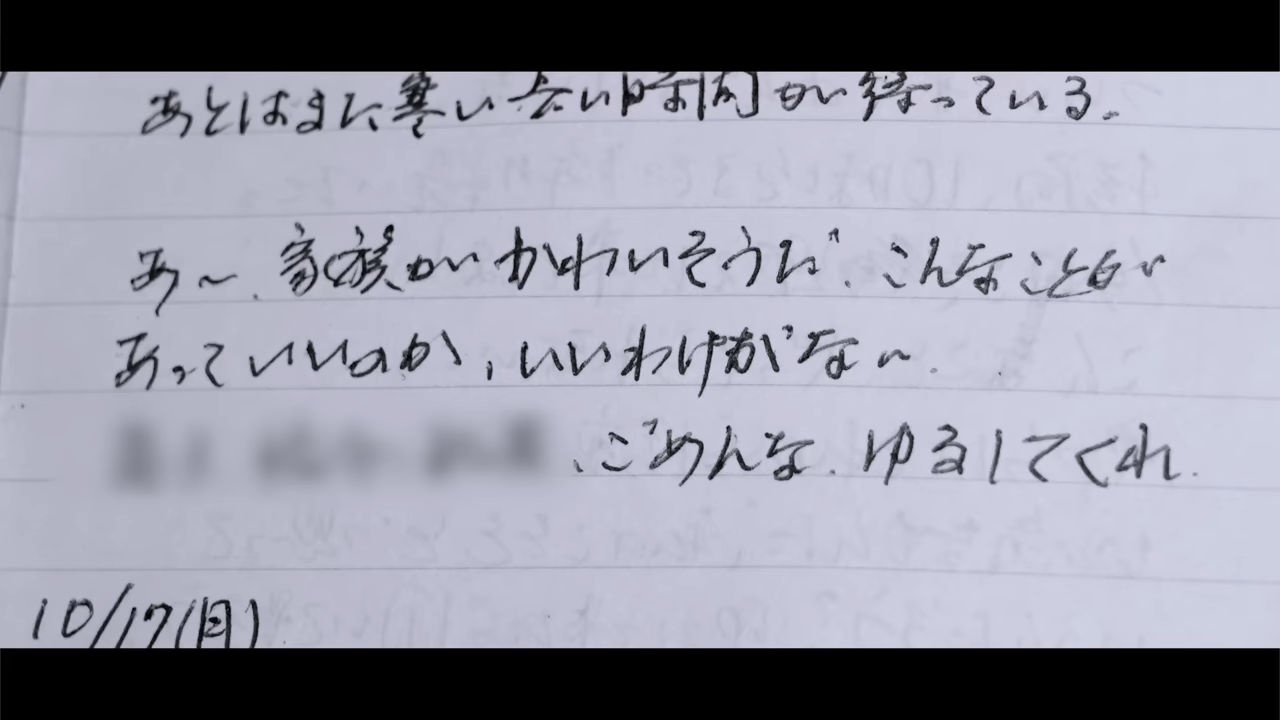 あとはまた寒い長い時間が待っている。
あ〜、家族がかわいそうだ、こんなことが
あっていいのか、いいわけがな〜.
、ごめんな、ゆるしてくれ.
10/17(月)